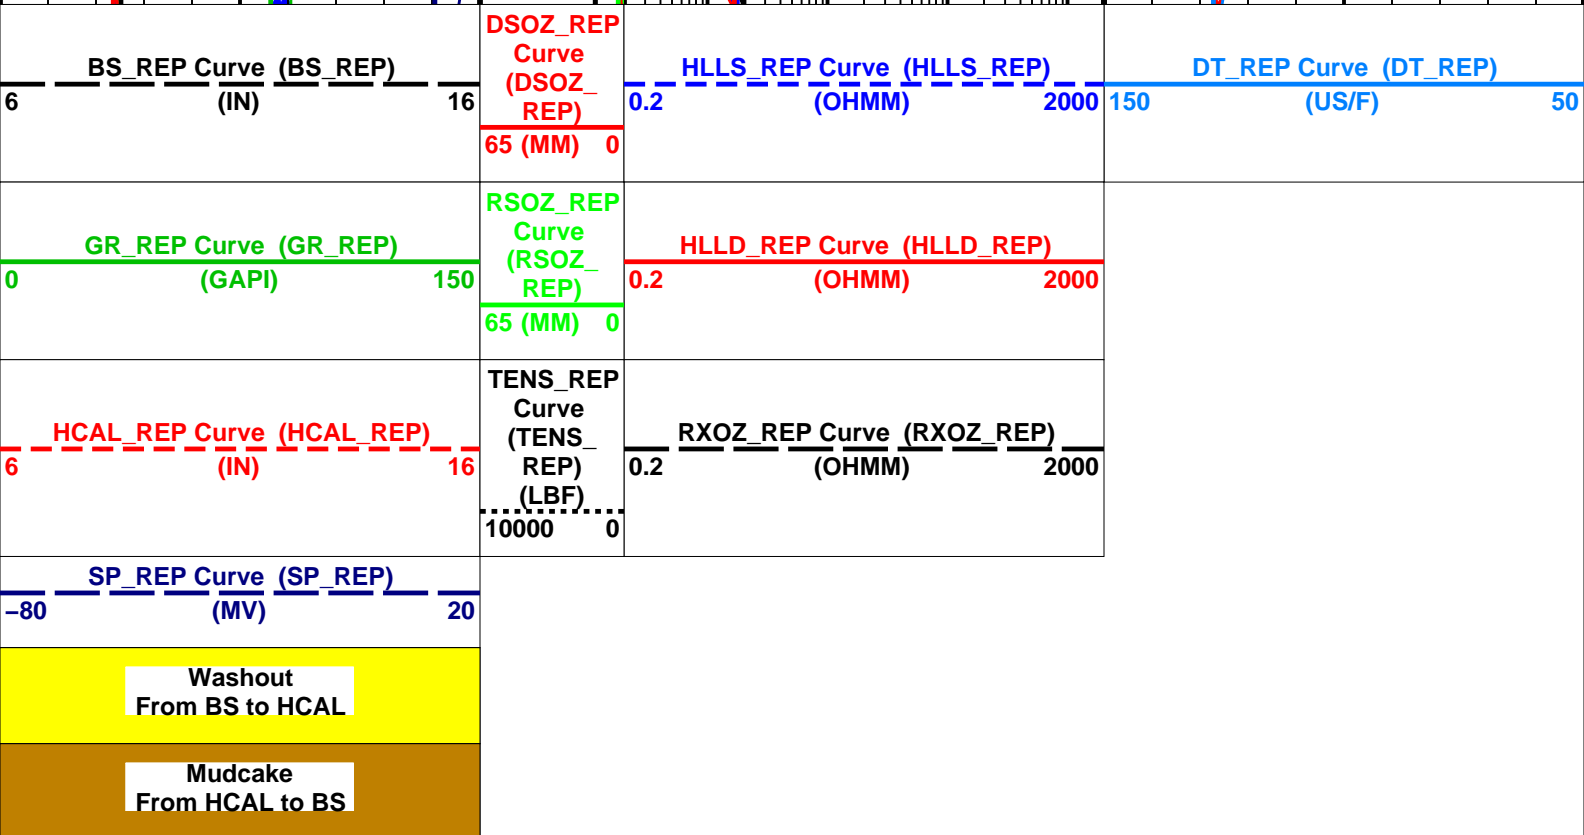 BS_REP Curve (BS_REP)
6 (IN) 16
DSOZ_REP
Curve
(DSOZ_
REP)
65 (MM) 0
HLLS_REP Curve (HLLS_REP)
0.2 (OHMM) 2000
DT_REP Curve (DT_REP)
150 (US/F) 50
GR_REP Curve (GR_REP)
0 (GAPI) 150
RSOZ_REP
Curve
(RSOZ_
REP)
65 (MM) 0
HLLD_REP Curve (HLLD_REP)
0.2 (OHMM) 2000
HCAL_REP Curve (HCAL_REP)
6 (IN) 16
TENS_REP
Curve
(TENS_
REP)
(LBF)
10000 0
RXOZ_REP Curve (RXOZ_REP)
0.2 (OHMM) 2000
SP_REP Curve (SP_REP)
−80 (MV) 20
Washout
From BS to HCAL
Mudcake
From HCAL to BS